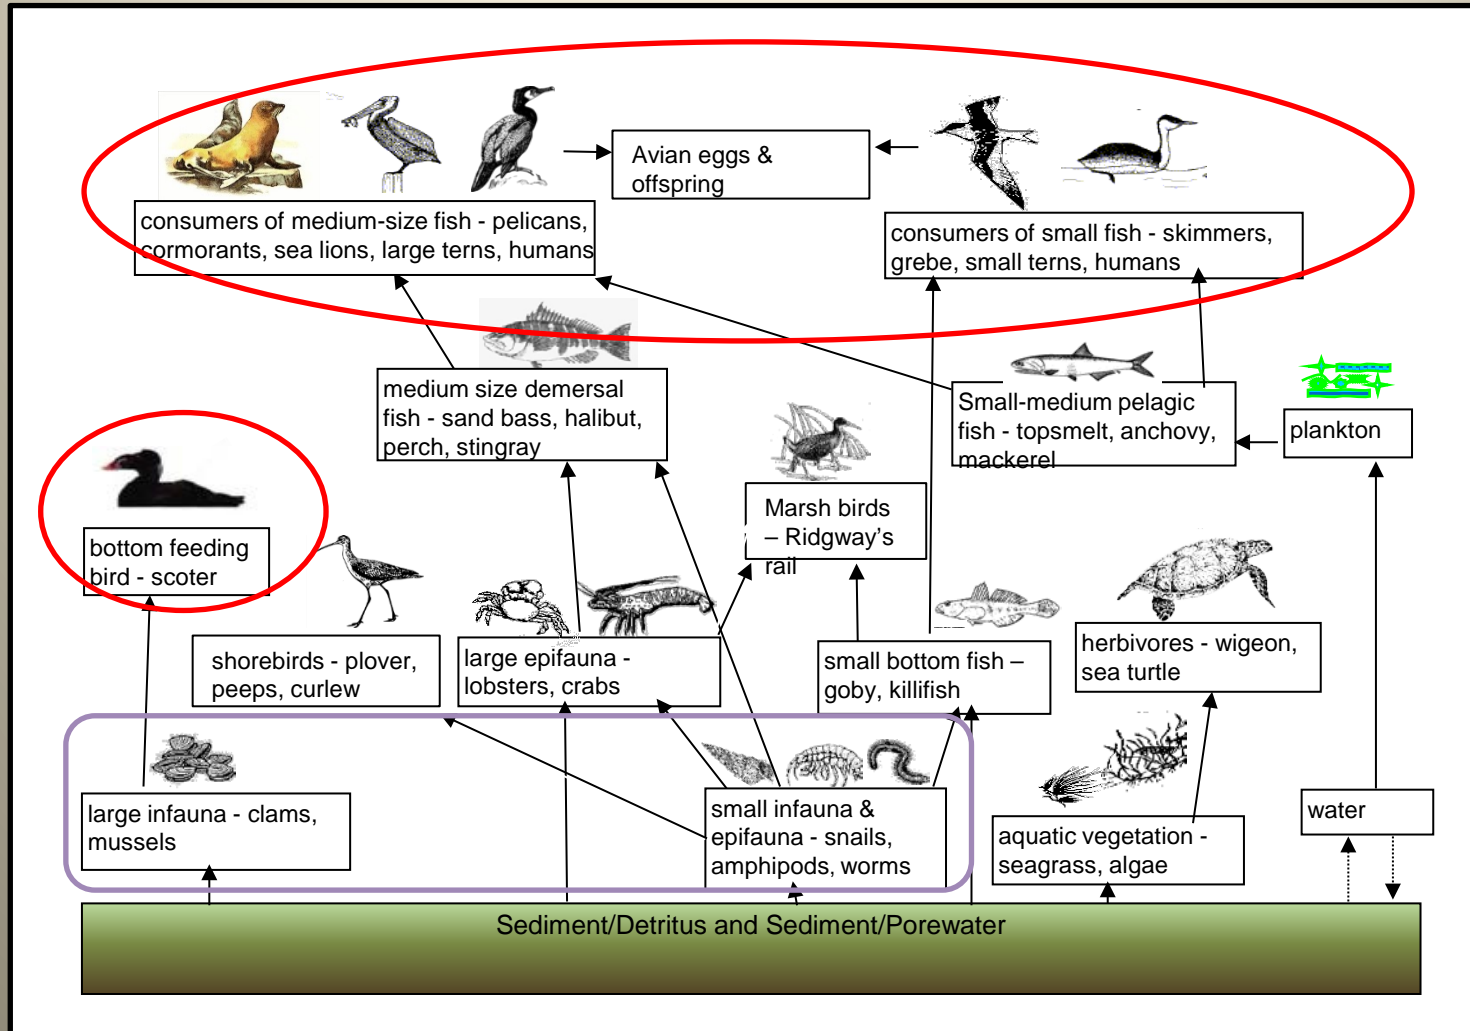 Avian eggs &
offspring
consumers of medium-size fish - pelicans,
cormorants, sea lions, large terns, humans
consumers of small fish - skimmers,
grebe, small terns, humans
medium size demersal
fish - sand bass, halibut,
perch, stingray
Small-medium pelagic
fish - topsmelt, anchovy,
mackerel
plankton
Marsh birds
– Ridgway's
rail
bottom feeding
bird - scoter
shorebirds - plover,
peeps, curlew
large epifauna -
lobsters, crabs
small bottom fish –
goby, killifish
herbivores - wigeon,
sea turtle
large infauna - clams,
mussels
small infauna &
epifauna - snails,
amphipods, worms
aquatic vegetation -
seagrass, algae
water
Sediment/Detritus and Sediment/Porewater